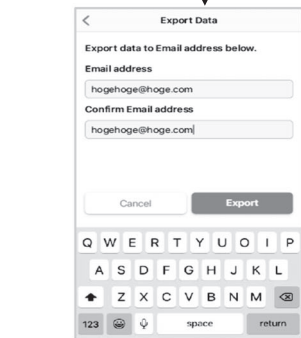 Export Data
Export data to Email address below.
Email address
hogehoge@hoge.com
Confirm Email address
hogehoge@hoge.com
Cancel Export
Q W E R T Y U O I P
A S D F G H J K L
Z X C V B N M
123 space return